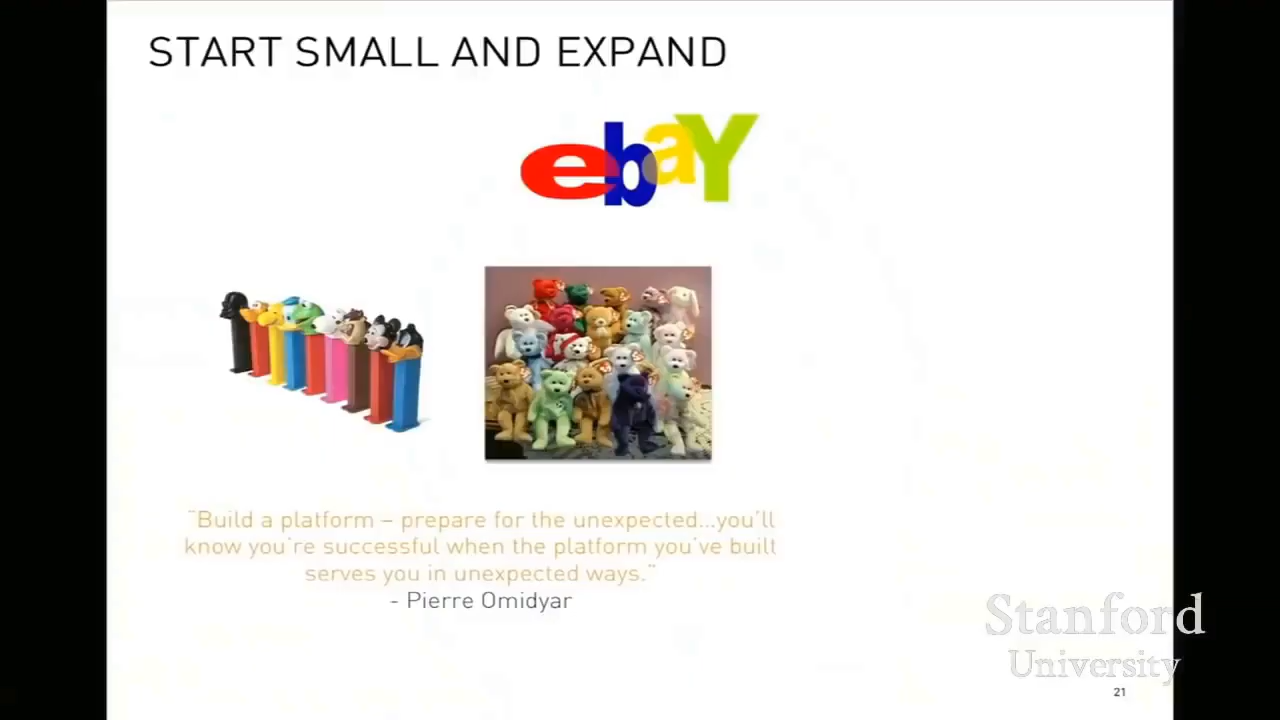 START SMALL AND EXPAND
ebaY
"Build a platform – prepare for the unexpected...you'll
know you're successful when the platform you've built
serves you in unexpected ways."
- Pierre Omidyar
Stanford
University
21